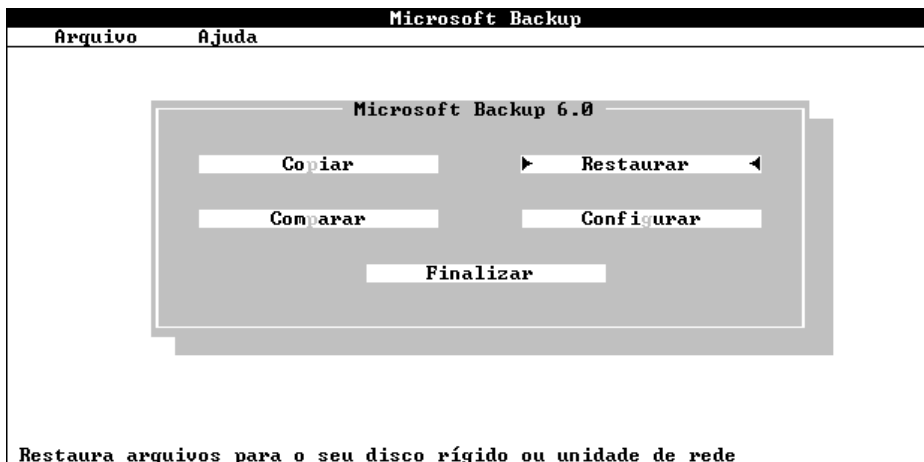 Microsoft Backup
Arquivo Ajuda
Microsoft Backup 6.0
Copiar Restaurar
Comparar Configurar
Finalizar
Restaura arquivos para o seu disco rígido ou unidade de rede